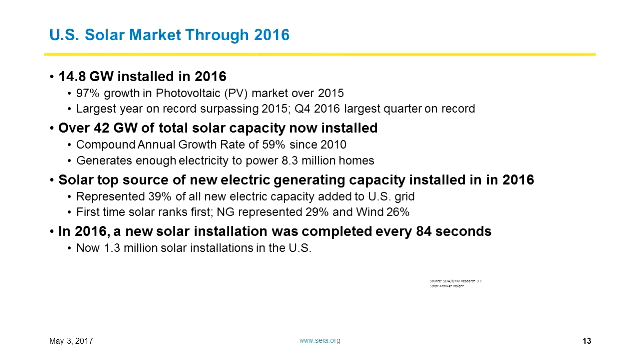 U.S. Solar Market Through 2016
• 14.8 GW installed in 2016
• 97% growth in Photovoltaic (PV) market over 2015
• Largest year on record surpassing 2015; Q4 2016 largest quarter on record
• Over 42 GW of total solar capacity now installed
• Compound Annual Growth Rate of 59% since 2010
• Generates enough electricity to power 8.3 million homes
• Solar top source of new electric generating capacity installed in in 2016
• Represented 39% of all new electric capacity added to U.S. grid
• First time solar ranks first; NG represented 29% and Wind 26%
• In 2016, a new solar installation was completed every 84 seconds
• Now 1.3 million solar installations in the U.S.
May 3, 2017
www.seia.org
13